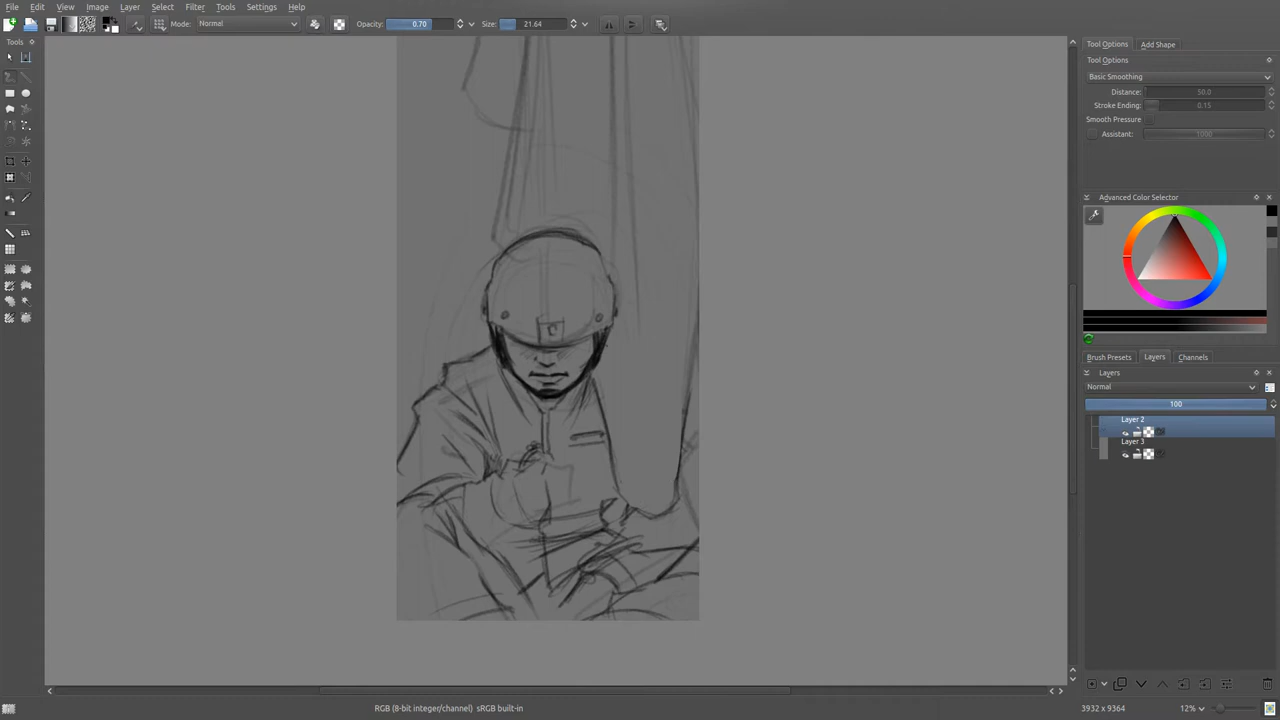 File Edit View Image Layer Select Filter Tools Settings Help
Mode: Normal Opacity: 0.70 Size: 21.64
Tools
Tool Options Add Shape
Tool Options
Basic Smoothing
Distance: 50.0
Stroke Ending: 0.15
Smooth Pressure
Assistant: 1000
Advanced Color Selector
Brush Presets Layers Channels
Layers
Normal
100
Layer 2
Layer 3
RGB (8-bit integer/channel) sRGB built-in
3932 x 9364 12%